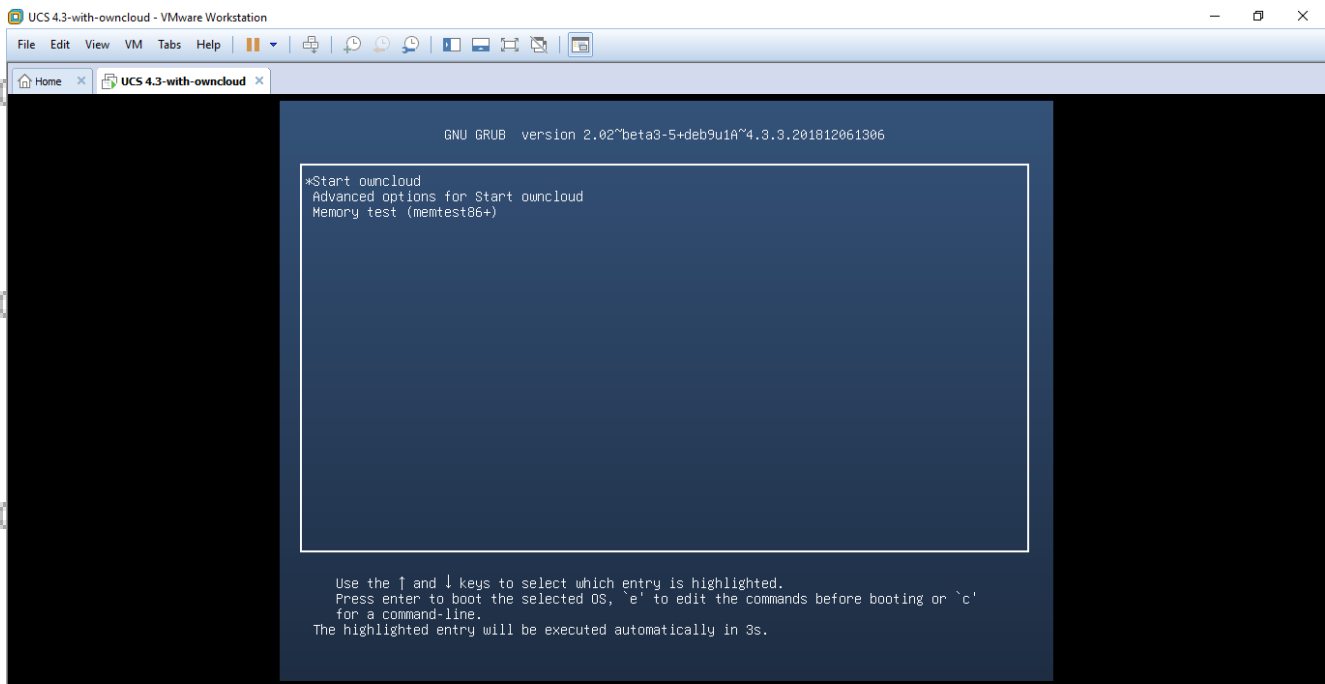 UCS 4.3-with-owncloud - VMware Workstation
File Edit View VM Tabs Help
Home UCS 4.3-with-owncloud
GNU GRUB version 2.02~beta3-5+deb9u1A~4.3.3.201812061306
*Start owncloud
Advanced options for Start owncloud
Memory test (memtest86+)
Use the ↑ and ↓ keys to select which entry is highlighted.
Press enter to boot the selected OS, `e' to edit the commands before booting or `c'
for a command-line.
The highlighted entry will be executed automatically in 3s.